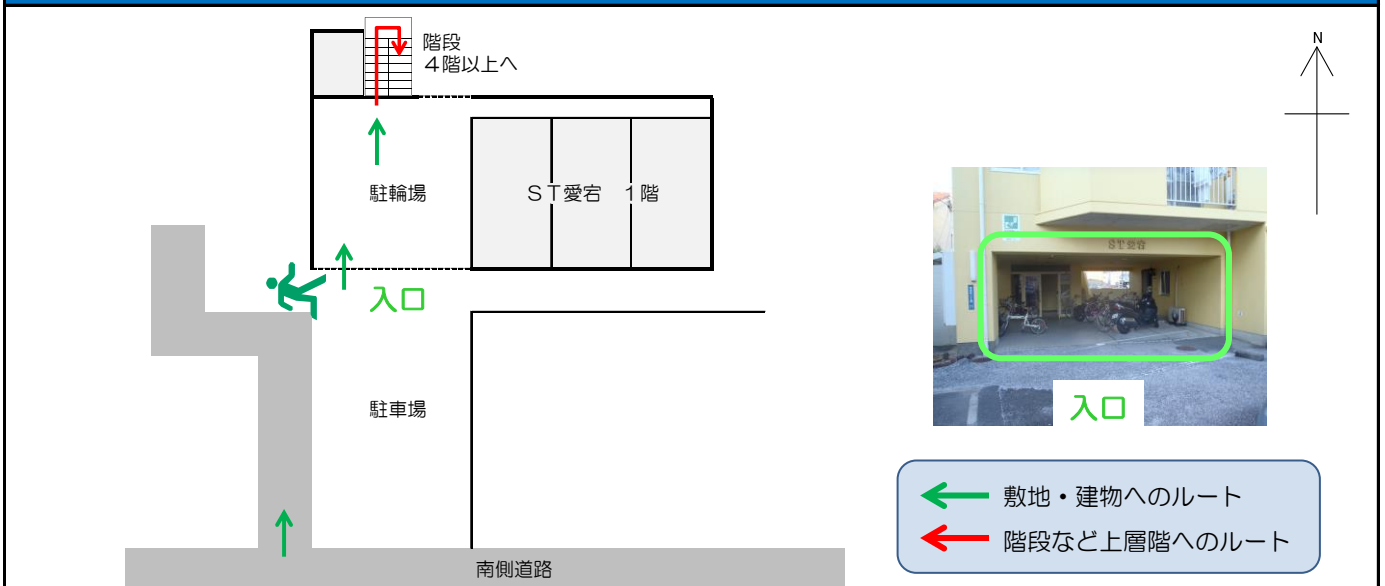 階段
４階以上へ
N
駐輪場
ＳＴ愛宕　１階
入口
ST愛宕
駐車場
入口
敷地・建物へのルート
階段など上層階へのルート
南側道路